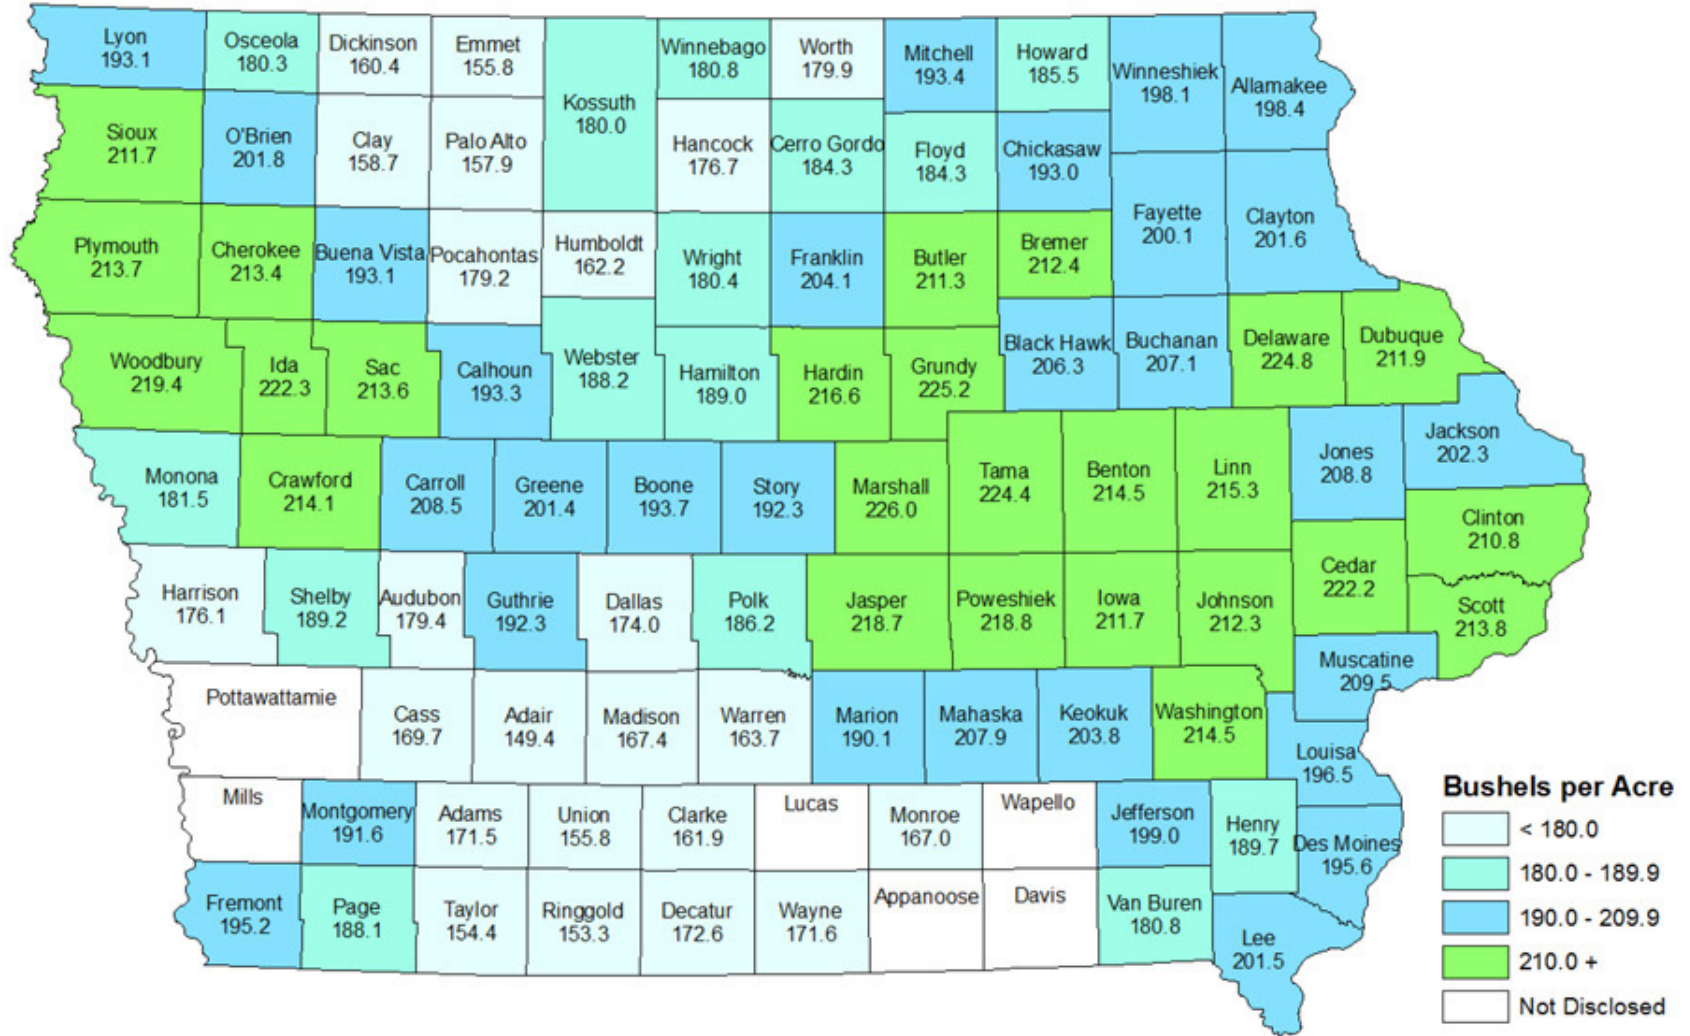 Lyon
193.1
Osceola
180.3
Dickinson
160.4
Emmet
155.8
Kossuth
180.0
Winnebago
180.8
Worth
179.9
Mitchell
193.4
Howard
185.5
Winneshiek
198.1
Allamakee
198.4
Sioux
211.7
O'Brien
201.8
Clay
158.7
Palo Alto
157.9
Hancock
176.7
Cerro Gordo
184.3
Floyd
184.3
Chickasaw
193.0
Fayette
200.1
Clayton
201.6
Plymouth
213.7
Cherokee
213.4
Buena Vista
193.1
Pocahontas
179.2
Humboldt
162.2
Wright
180.4
Franklin
204.1
Butler
211.3
Bremer
212.4
Woodbury
219.4
Ida
222.3
Sac
213.6
Calhoun
193.3
Webster
188.2
Hamilton
189.0
Hardin
216.6
Grundy
225.2
Black Hawk
206.3
Buchanan
207.1
Delaware
224.8
Dubuque
211.9
Monona
181.5
Crawford
214.1
Carroll
208.5
Greene
201.4
Boone
193.7
Story
192.3
Marshall
226.0
Tama
224.4
Benton
214.5
Linn
215.3
Jones
208.8
Jackson
202.3
Clinton
210.8
Cedar
222.2
Scott
213.8
Harrison
176.1
Shelby
189.2
Audubon
179.4
Guthrie
192.3
Dallas
174.0
Polk
186.2
Jasper
218.7
Poweshiek
218.8
Iowa
211.7
Johnson
212.3
Muscatine
209.5
Pottawattamie
Cass
169.7
Adair
149.4
Madison
167.4
Warren
163.7
Marion
190.1
Mahaska
207.9
Keokuk
203.8
Washington
214.5
Louisa
196.5
Mills
Montgomery
191.6
Adams
171.5
Union
155.8
Clarke
161.9
Lucas
Monroe
167.0
Wapello
Jefferson
199.0
Henry
189.7
Des Moines
195.6
Fremont
195.2
Page
188.1
Taylor
154.4
Ringgold
153.3
Decatur
172.6
Wayne
171.6
Appanoose
Davis
Van Buren
180.8
Lee
201.5
Bushels per Acre
< 180.0
180.0 - 189.9
190.0 - 209.9
210.0 +
Not Disclosed